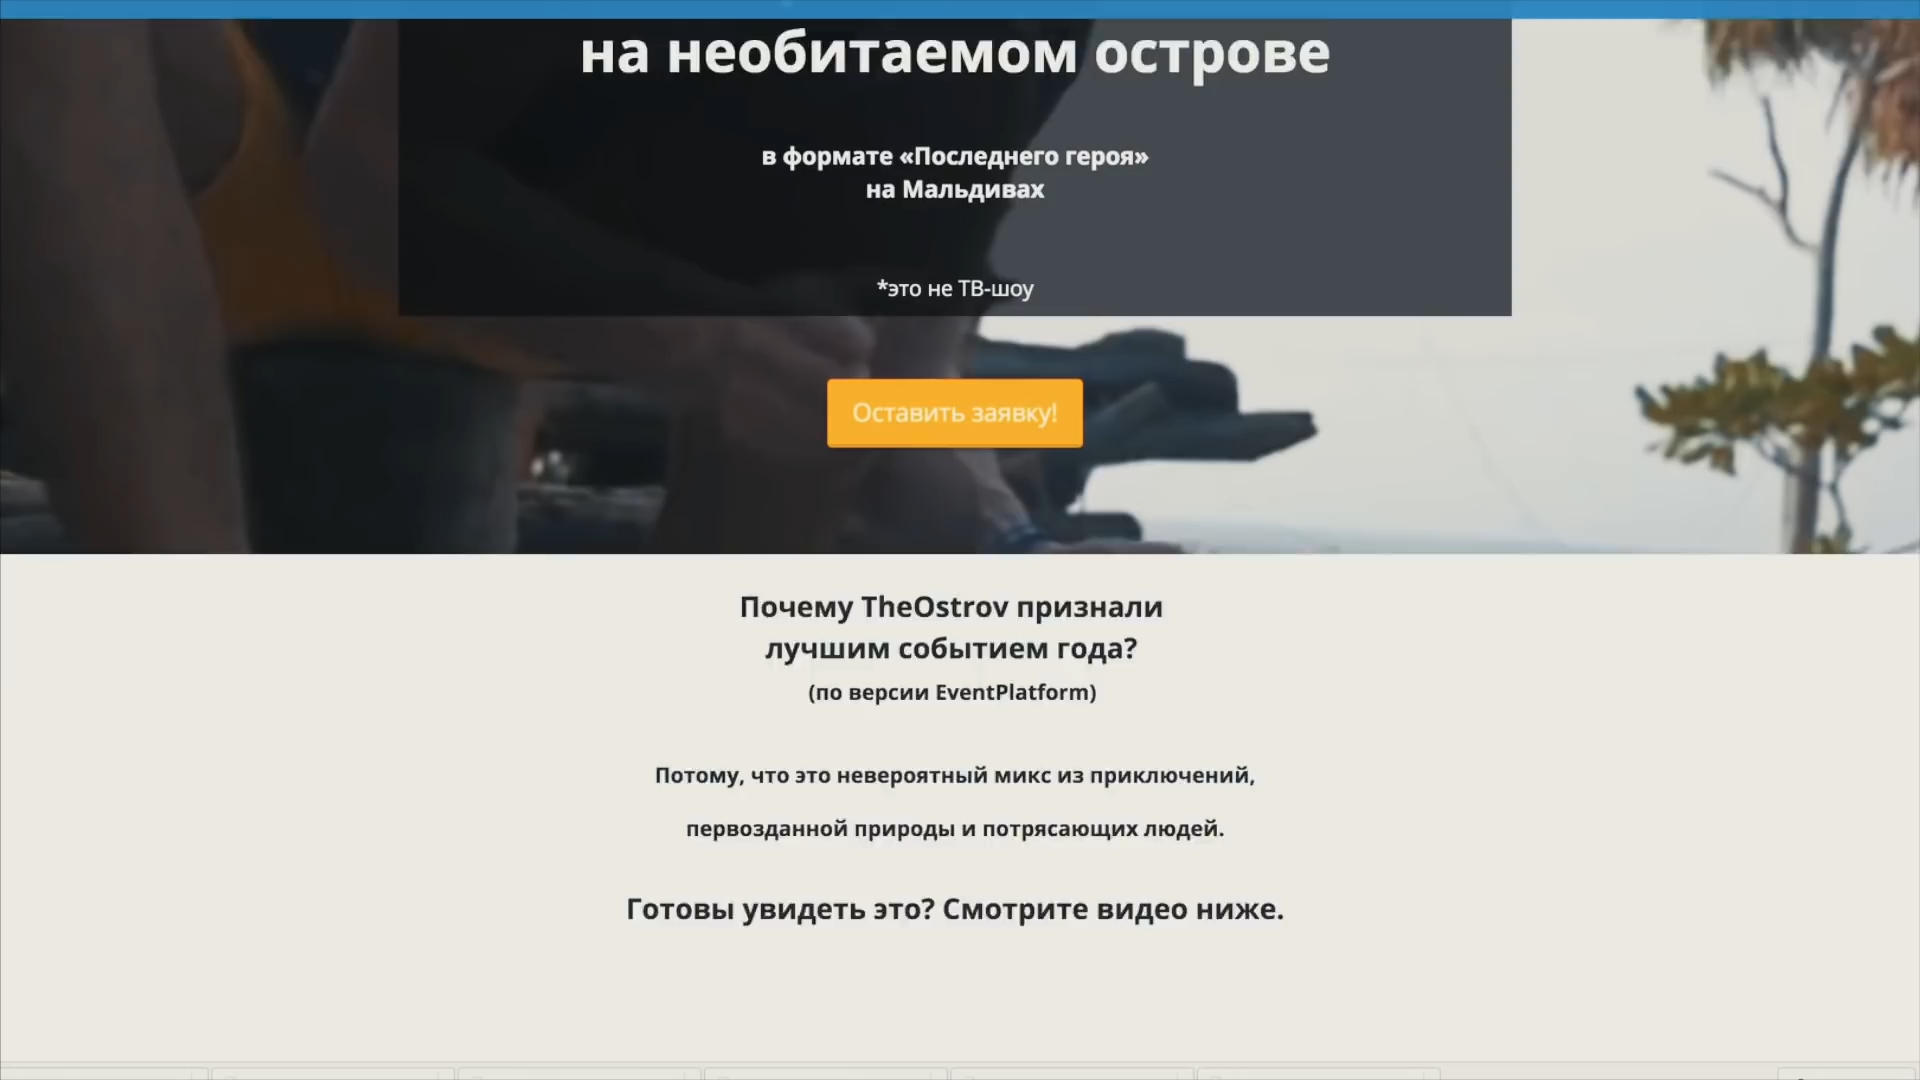 на необитаемом острове
в формате «Последнего героя»
на Мальдивах
*это не ТВ-шоу
Оставить заявку!
Почему TheOstrov признали
лучшим событием года?
(по версии EventPlatform)
Потому, что это невероятный микс из приключений,
первозданной природы и потрясающих людей.
Готовы увидеть это? Смотрите видео ниже.